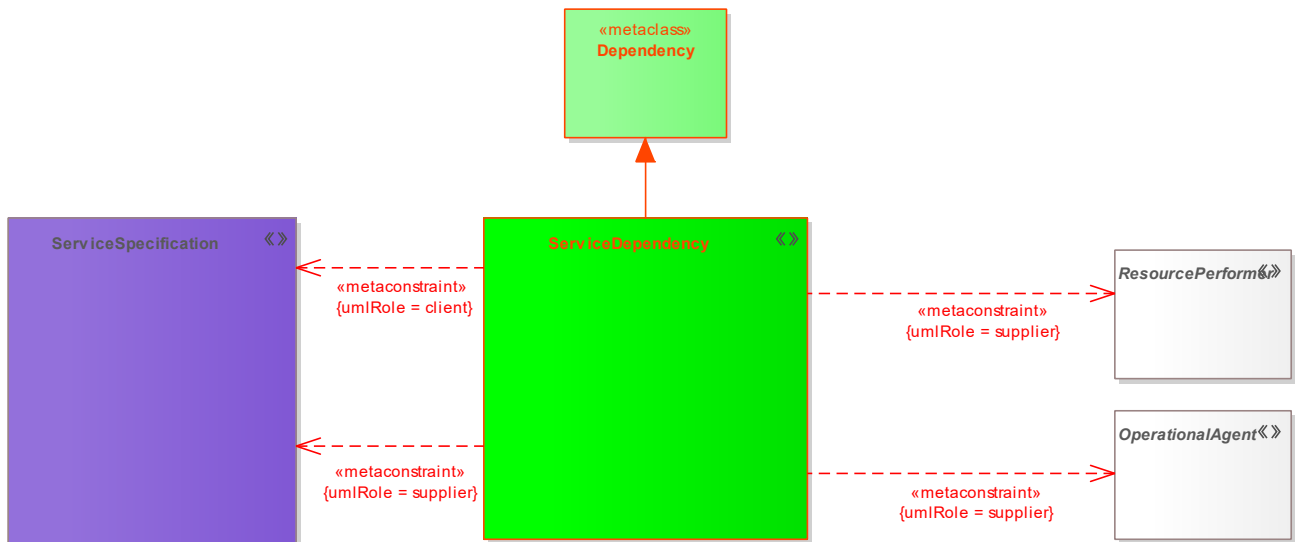 «metaclass»
Dependency
ServiceSpecification «»
ServiceDependency «»
«metaconstraint»
{umlRole = client}
«metaconstraint»
{umlRole = supplier}
ResourcePerformer «»
«metaconstraint»
{umlRole = supplier}
OperationalAgent «»
«metaconstraint»
{umlRole = supplier}